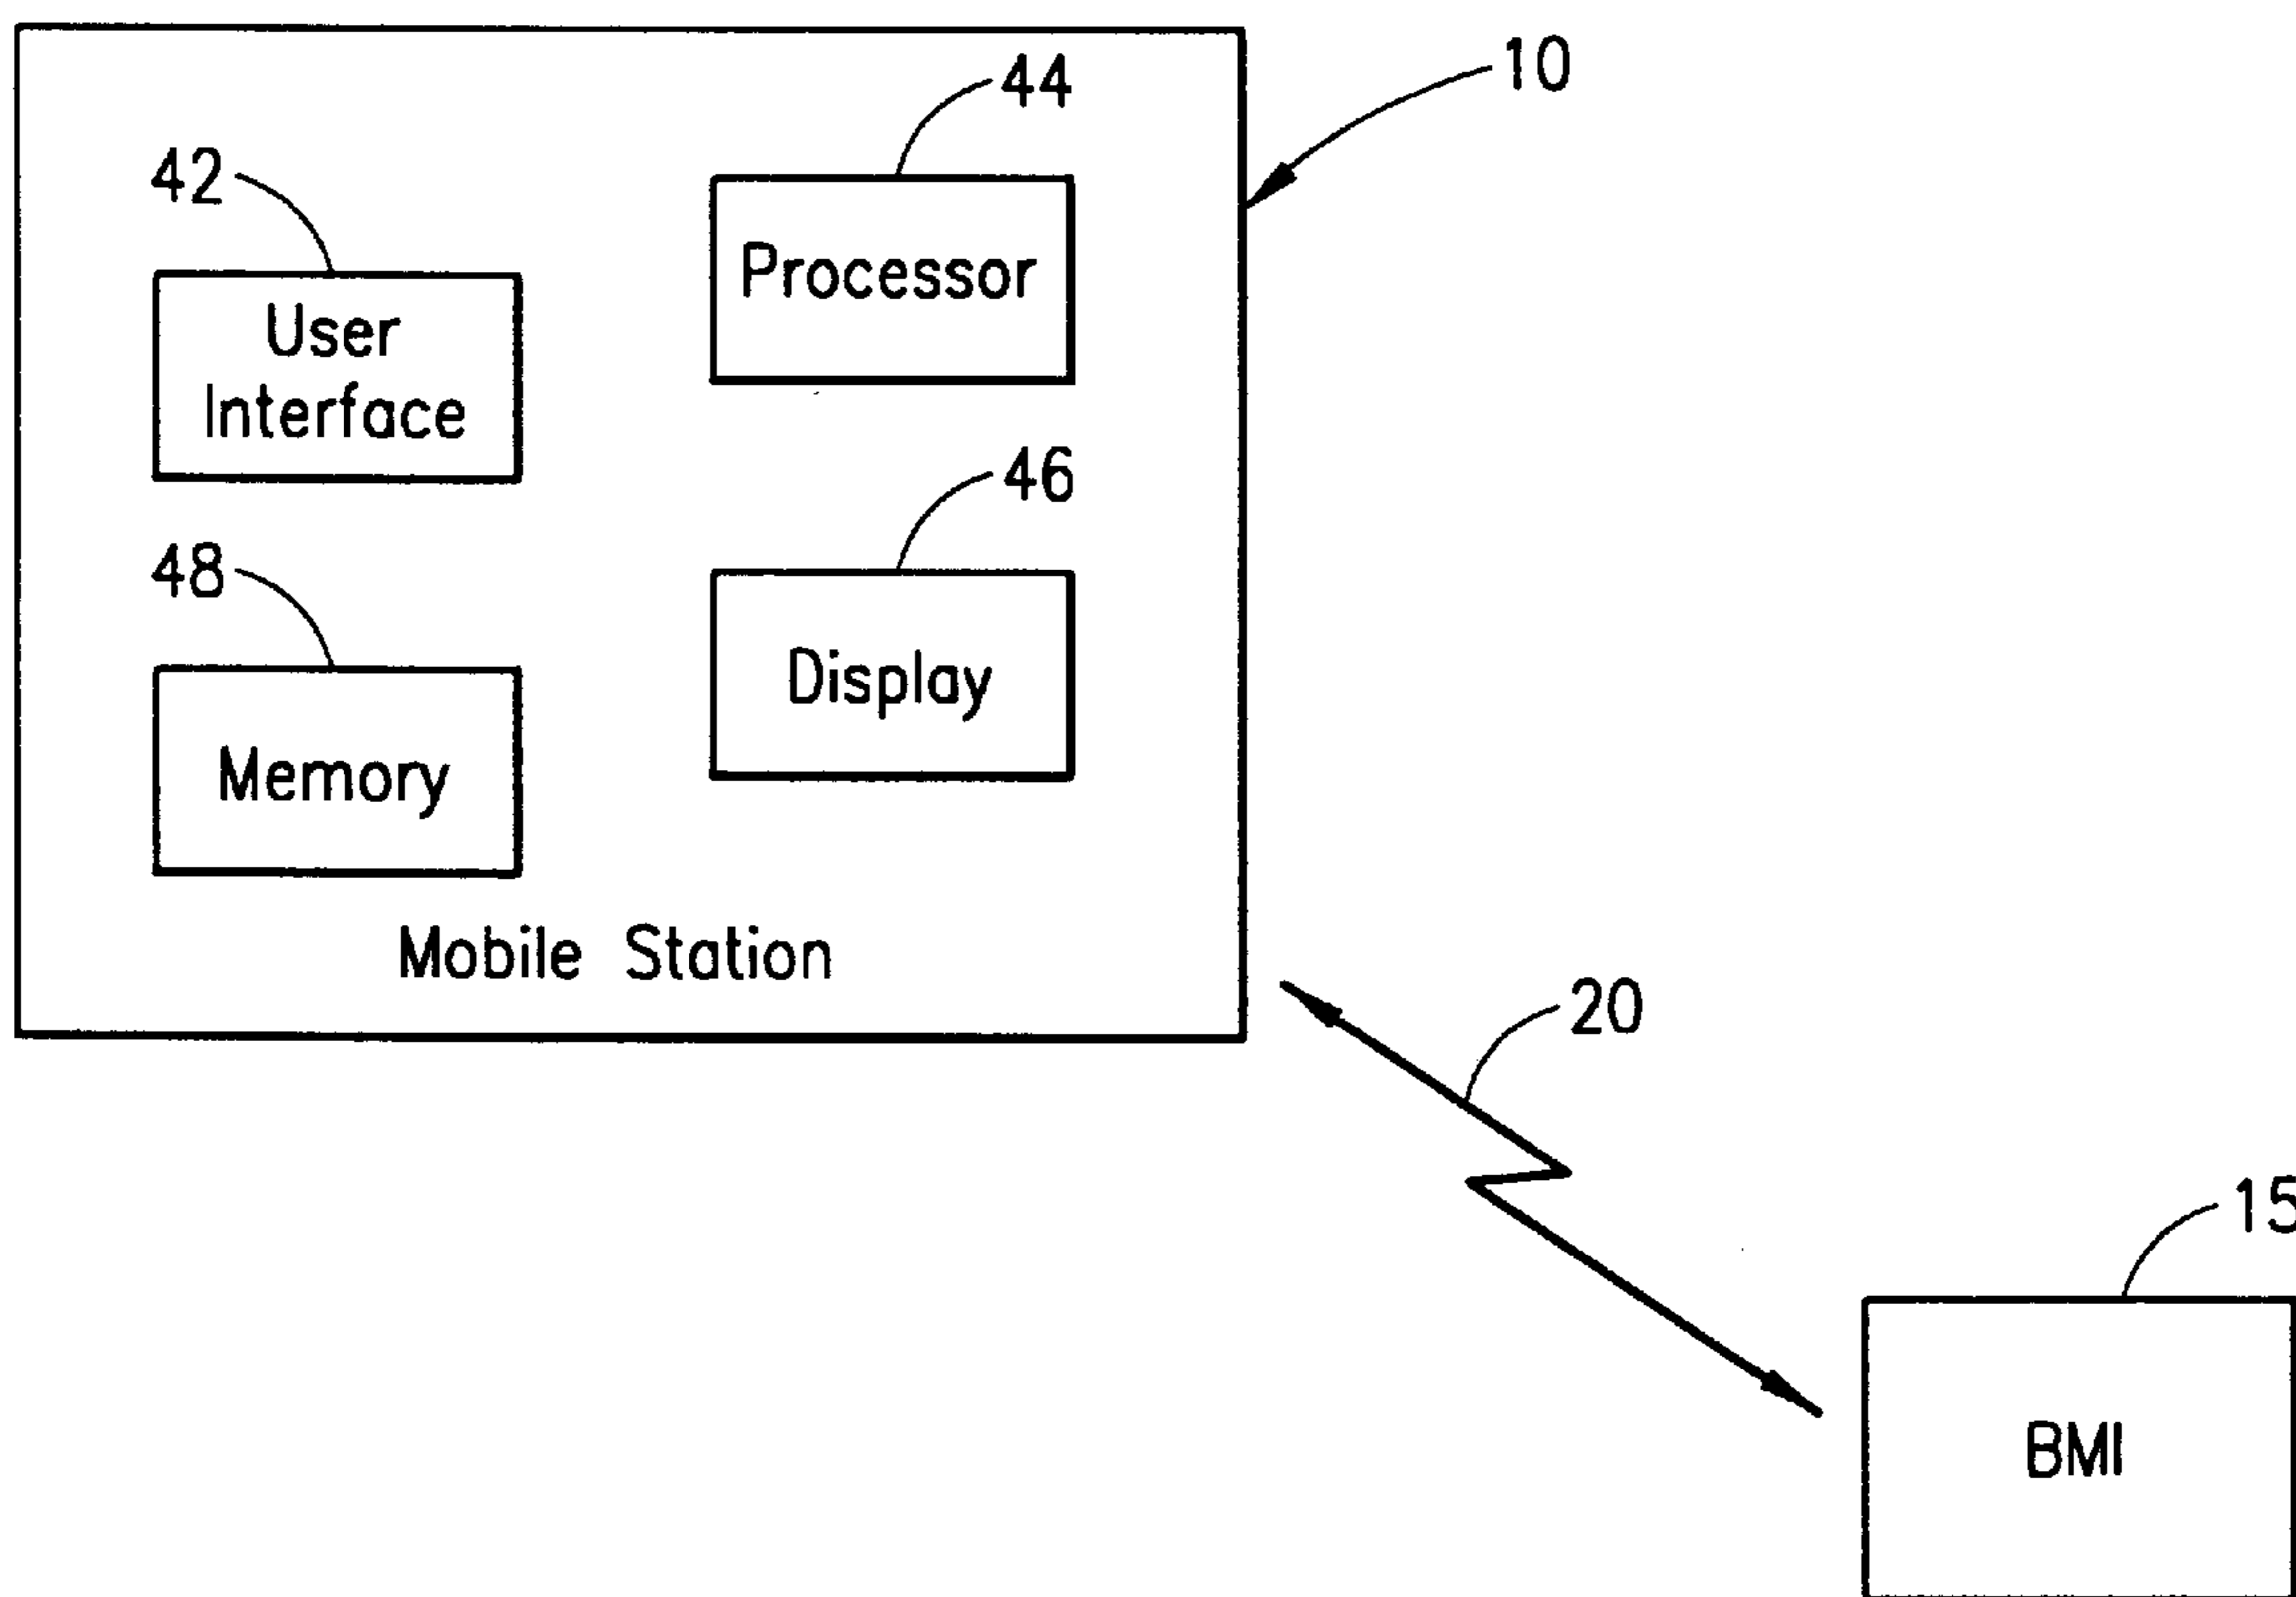 44
10
42
Processor
User
Interface
46
48
Display
Memory
Mobile Station
20
15
BMI